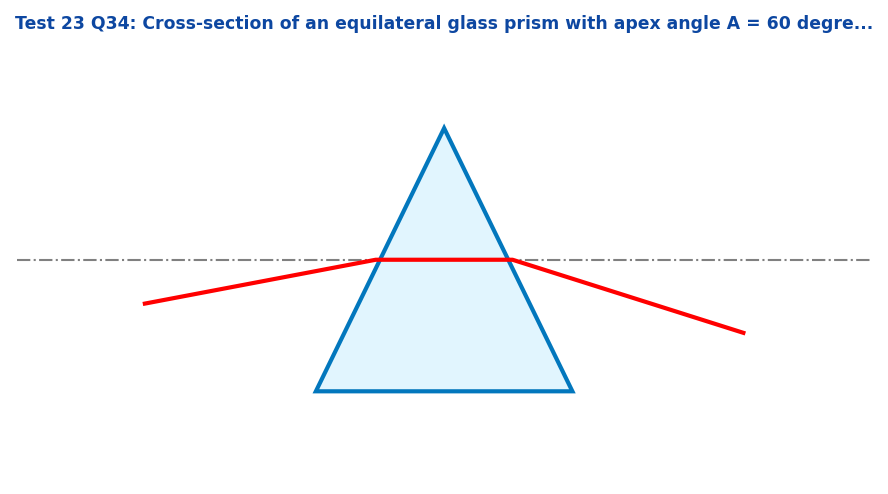 Test 23 Q34: Cross-section of an equilateral glass prism with apex angle A = 60 degre...